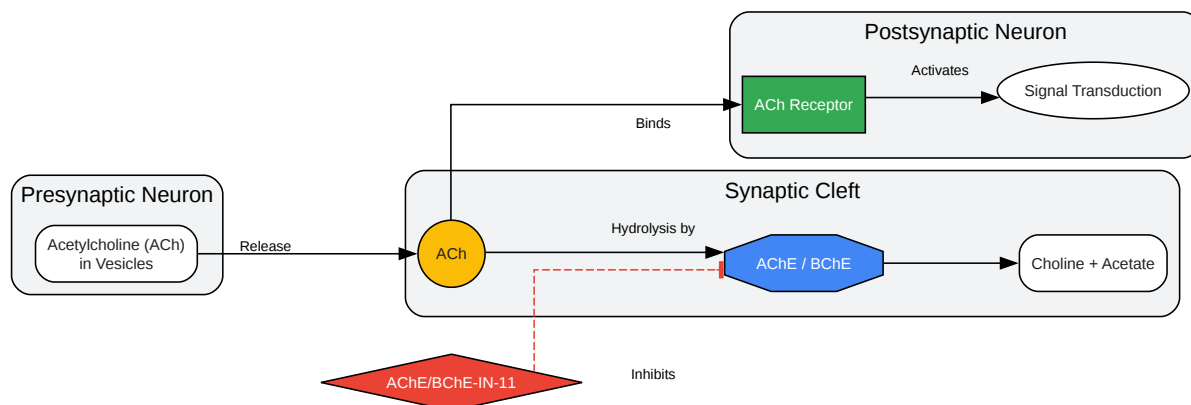 Postsynaptic Neuron
Activates
ACh Receptor
Signal Transduction
Binds
Presynaptic Neuron
Acetylcholine (ACh)
in Vesicles
Release
Synaptic Cleft
ACh
Hydrolysis by
AChE / BChE
Choline + Acetate
AChE/BChE-IN-11
Inhibits